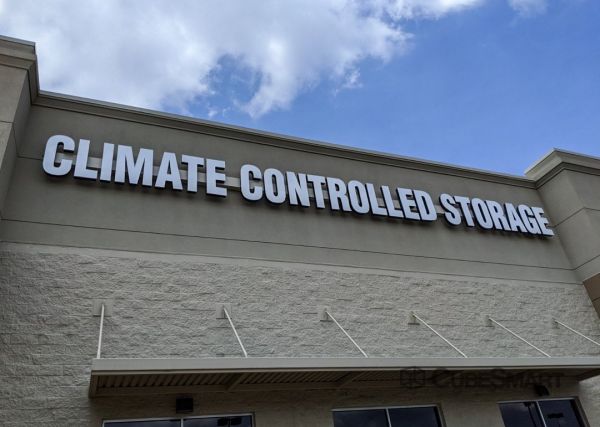 CLIMATE CONTROLLED STORAGE
CUBESMART